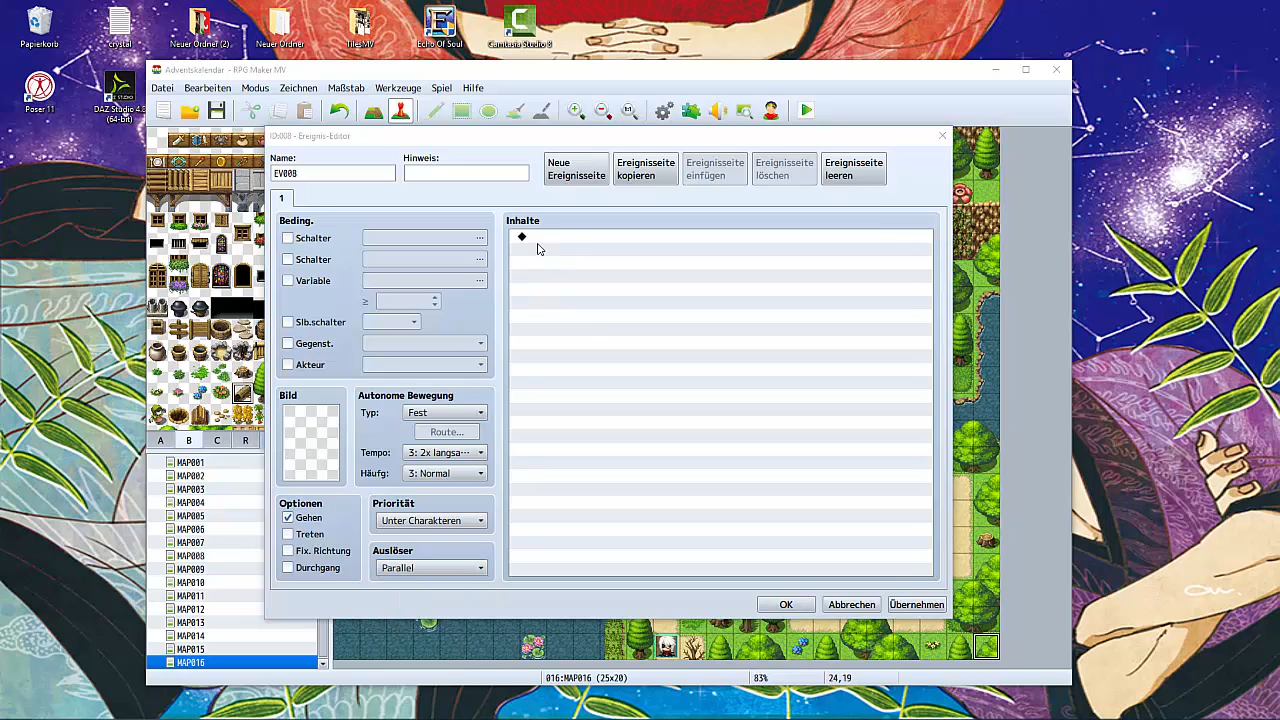 Papierkorb
crystal
Neuer Ordner (2)
Neuer Ordner
TilesMV
Echo Of Soul
Camtasia Studio 8
Poser 11
DAZ Studio 4.8
(64-bit)
Adventskalendar - RPG Maker MV
Datei Bearbeiten Modus Zeichnen Maßstab Werkzeuge Spiel Hilfe
ID:008 - Ereignis-Editor
Name:
EV008
Hinweis:
Neue
Ereignisseite
Ereignisseite
kopieren
Ereignisseite
einfügen
Ereignisseite
löschen
Ereignisseite
leeren
1
Beding.
Schalter
Schalter
Variable
≥
Slb.schalter
Gegenst.
Akteur
Bild
Autonome Bewegung
Typ: Fest
Route...
Tempo: 3: 2x langsa···
Häufg: 3: Normal
Optionen
Gehen
Treten
Fix. Richtung
Durchgang
Priorität
Unter Charakteren
Auslöser
Parallel
Inhalte
OK
Abbrechen
Übernehmen
A B C R
MAP001
MAP002
MAP003
MAP004
MAP005
MAP006
MAP007
MAP008
MAP009
MAP010
MAP011
MAP012
MAP013
MAP014
MAP015
MAP016
016:MAP016 (25x20)
83%
24,19